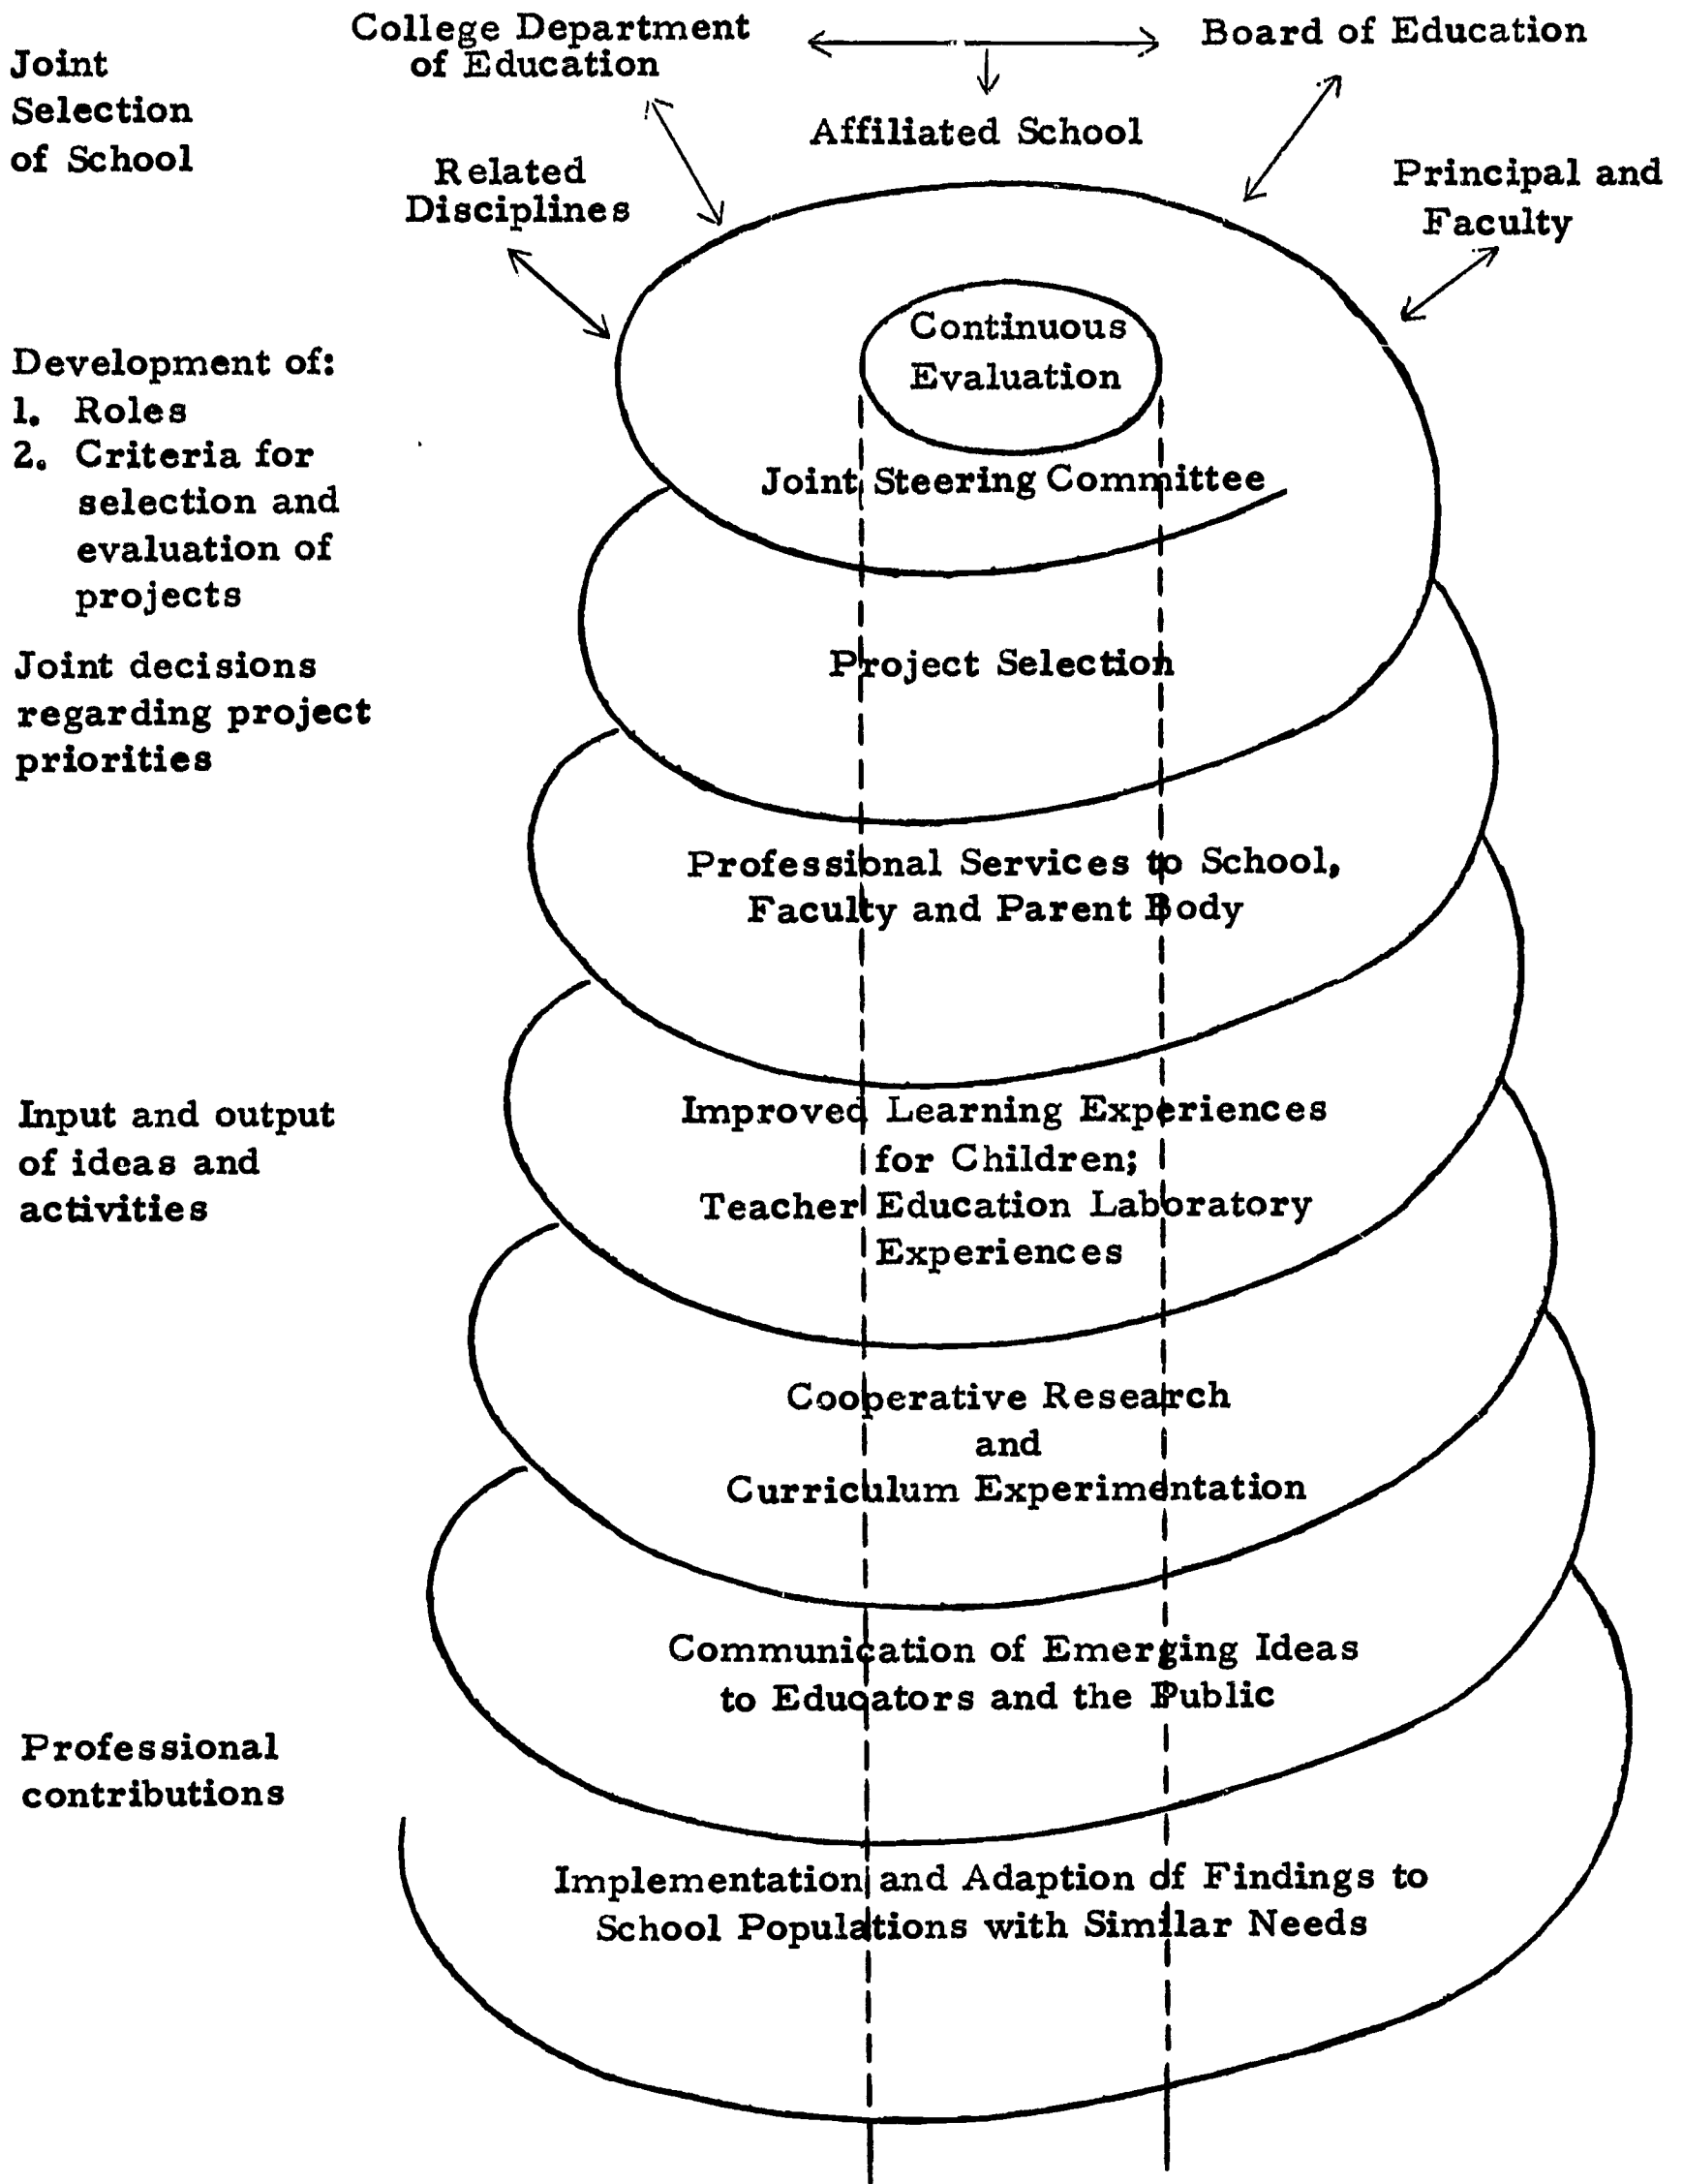 Joint
Selection
of School
College Department
of Education
Board of Education
Affiliated School
Related
Disciplines
Principal and
Faculty
Continuous
Evaluation
Development of:
1. Roles
2. Criteria for
selection and
evaluation of
projects
Joint Steering Committee
Joint decisions
regarding project
priorities
Project Selection
Professional Services to School,
Faculty and Parent Body
Input and output
of ideas and
activities
Improved Learning Experiences
for Children;
Teacher Education Laboratory
Experiences
Cooperative Research
and
Curriculum Experimentation
Communication of Emerging Ideas
to Educators and the Public
Professional
contributions
Implementation and Adaption of Findings to
School Populations with Similar Needs